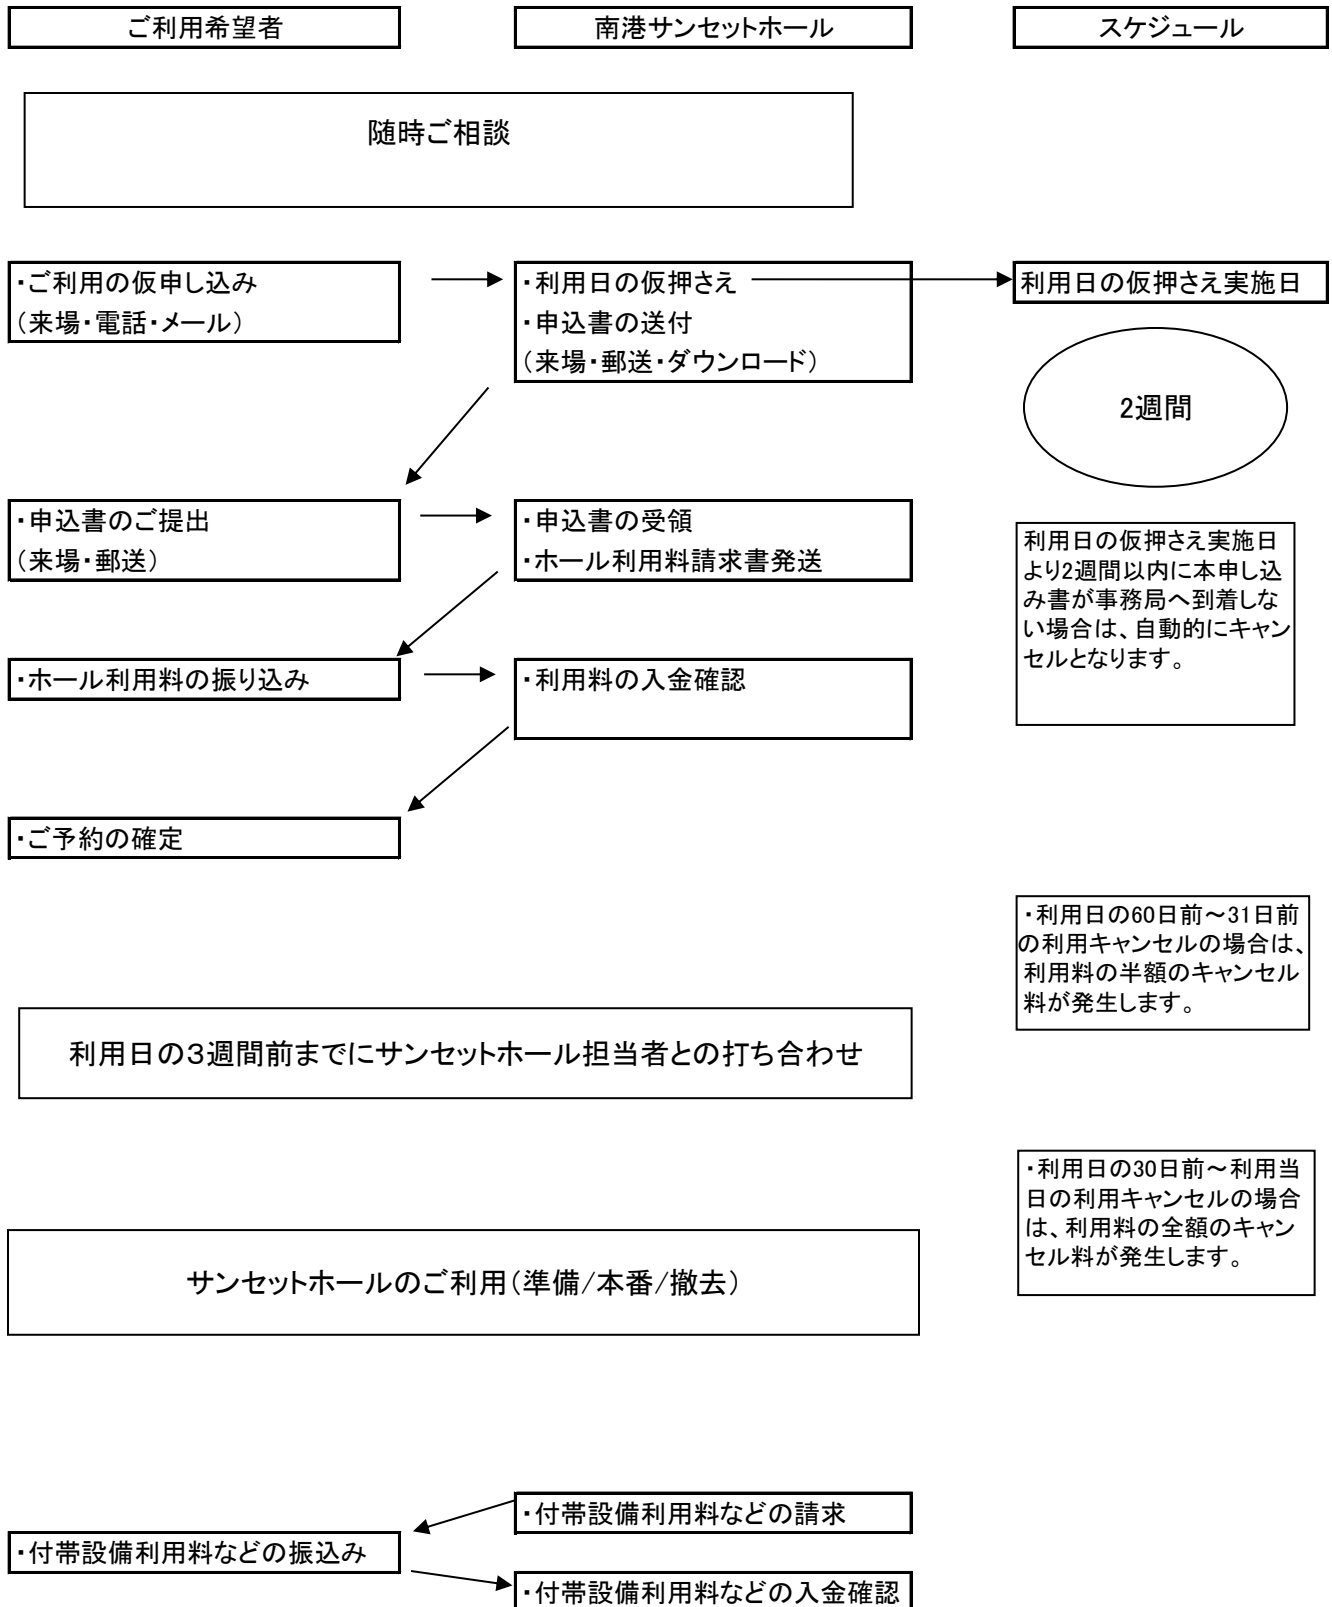 ご利用希望者
南港サンセットホール
スケジュール
随時ご相談
・ご利用の仮申し込み
（来場・電話・メール）
・利用日の仮押さえ
・申込書の送付
（来場・郵送・ダウンロード）
利用日の仮押さえ実施日
2週間
・申込書のご提出
（来場・郵送）
・申込書の受領
・ホール利用料請求書発送
利用日の仮押さえ実施日
より2週間以内に本申し込
み書が事務局へ到着しな
い場合は、自動的にキャン
セルとなります。
・ホール利用料の振り込み
・利用料の入金確認
・ご予約の確定
・利用日の60日前～31日前
の利用キャンセルの場合は、
利用料の半額のキャンセル
料が発生します。
利用日の３週間前までにサンセットホール担当者との打ち合わせ
・利用日の30日前～利用当
日の利用キャンセルの場合
は、利用料の全額のキャン
セル料が発生します。
サンセットホールのご利用（準備/本番/撤去）
・付帯設備利用料などの請求
・付帯設備利用料などの振込み
・付帯設備利用料などの入金確認